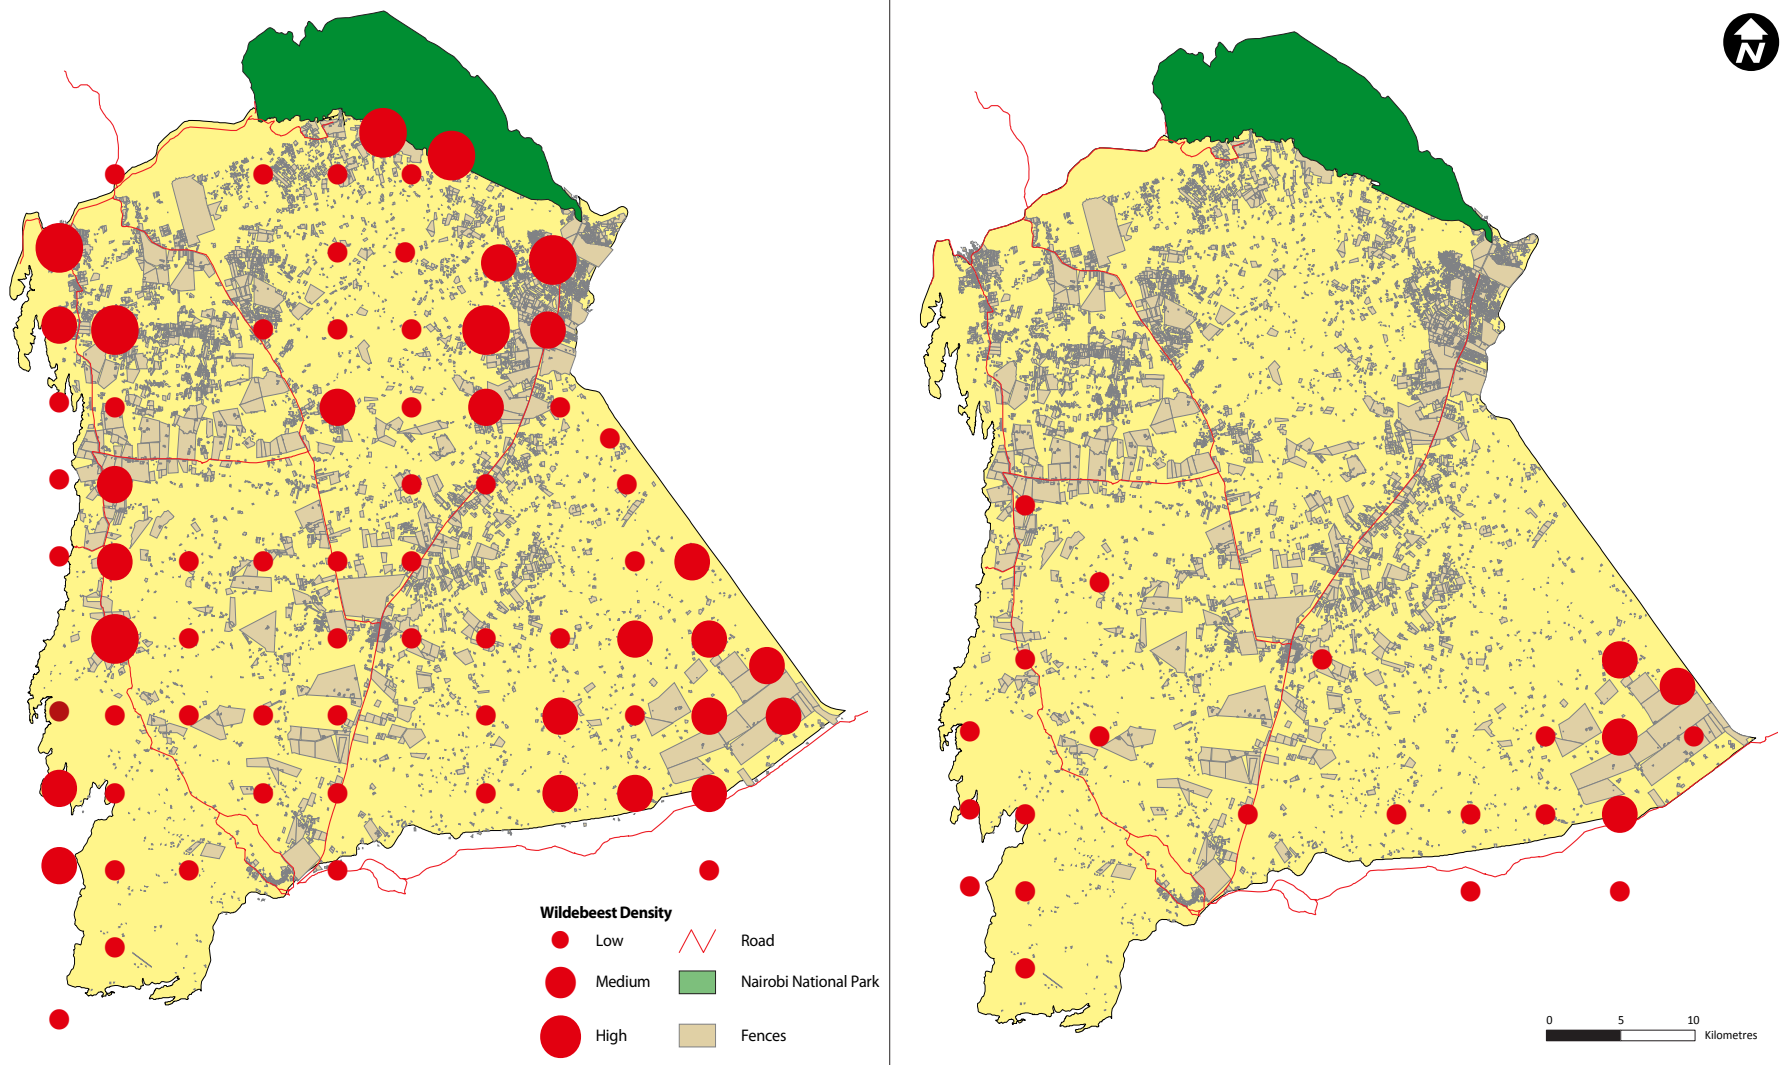 N
Wildebeest Density
Low
Road
Medium
Nairobi National Park
High
Fences
0 5 10
Kilometres